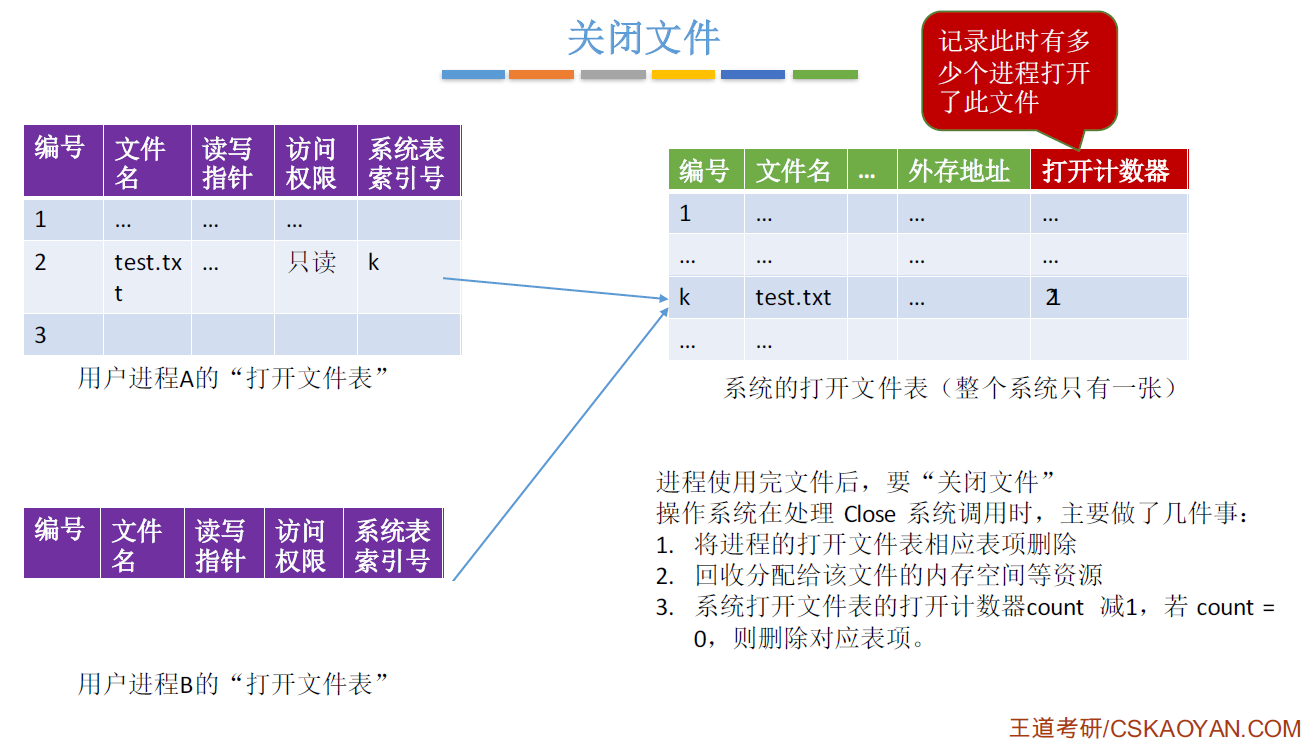 关闭文件
记录此时有多
少个进程打开
了此文件
编号 文件名 读写指针 访问权限 系统表索引号
1 … … …
2 test.txt … 只读 k
3
用户进程A的“打开文件表”
编号 文件名 … 外存地址 打开计数器
1 … … …
… … … …
k test.txt …
… …
系统的打开文件表（整个系统只有一张）
编号 文件名 读写指针 访问权限 系统表索引号
用户进程B的“打开文件表”
进程使用完文件后，要“关闭文件”
操作系统在处理 Close 系统调用时，主要做了几件事：
1. 将进程的打开文件表相应表项删除
2. 回收分配给该文件的内存空间等资源
3. 系统打开文件表的打开计数器count 减1，若 count =
0，则删除对应表项。
王道考研/CSKAOYAN.COM